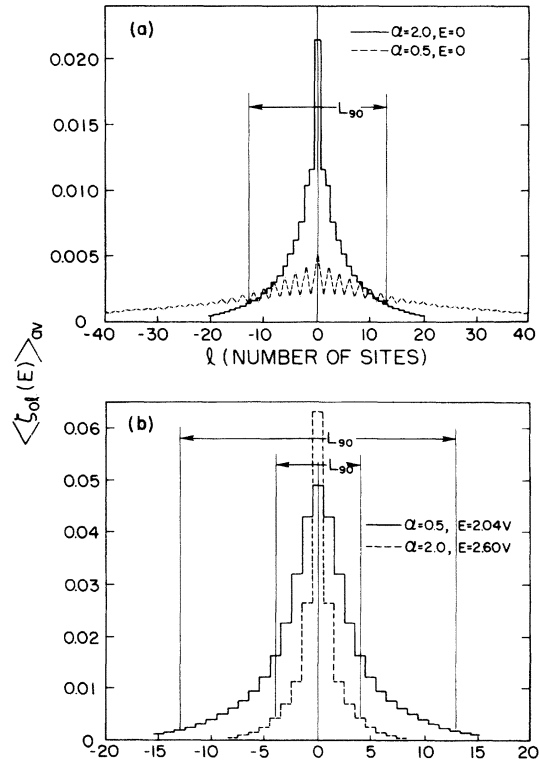 (a)
α=2.0, E=0
α=0.5, E=0
0.020
L90
0.015
0.010
0.005
0
-40 -30 -20 -10 0 10 20 30 40
ℓ (NUMBER OF SITES)
⟨ζ0ℓ(E)⟩av
(b)
0.06
L90
0.05
L90
α=0.5, E=2.04V
α=2.0, E=2.60V
0.04
0.03
0.02
0.01
0
-20 -15 -10 -5 0 5 10 15 20